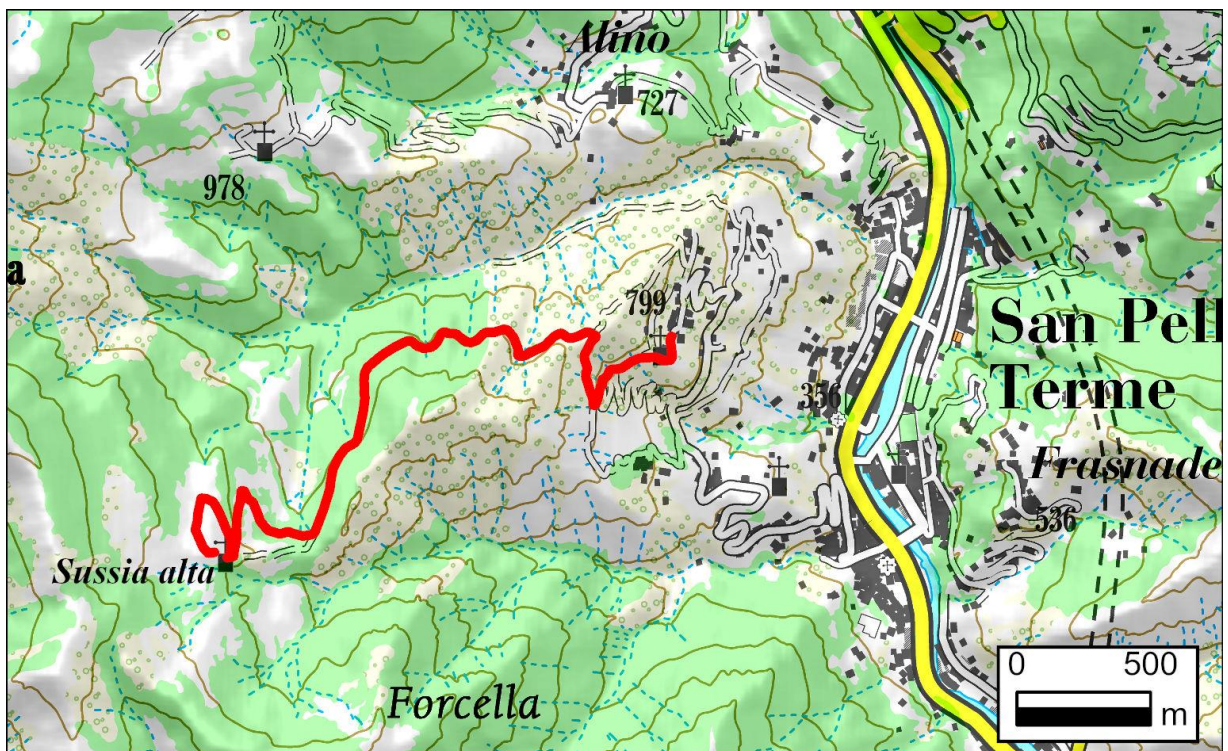 Alino
727
978
a
799
San Pell
Terme
356
Frasnade
536
Sussia alta
Forcella
0 500
m